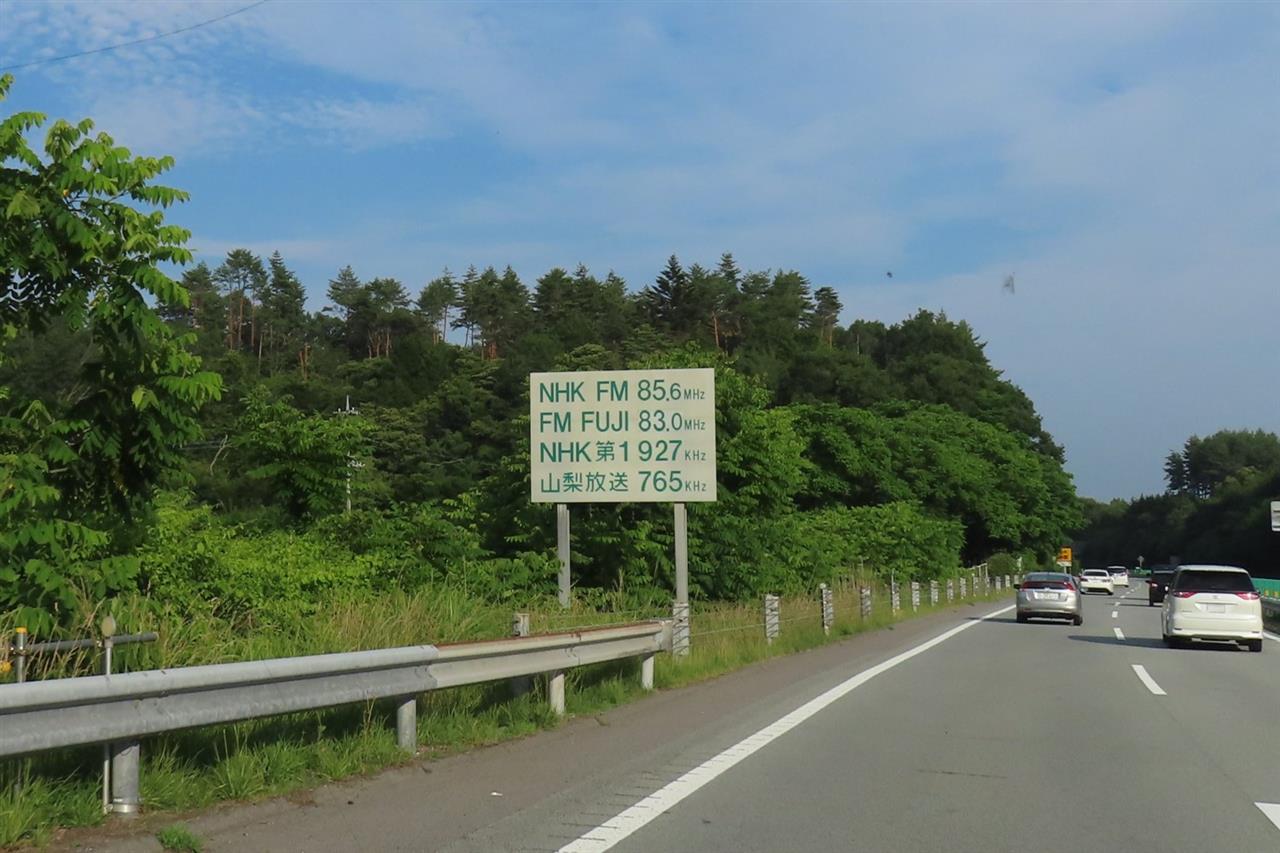 NHK FM 85.6 MHz
FM FUJI 83.0 MHz
NHK第1 927 KHz
山梨放送 765 KHz